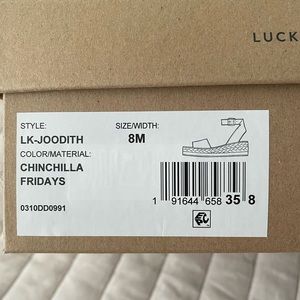 LUCK
STYLE:
SIZE/WIDTH:
LK-JOODITH
8M
COLOR/MATERIAL:
CHINCHILLA
FRIDAYS
0310DD0991
1 91644 658 35 8